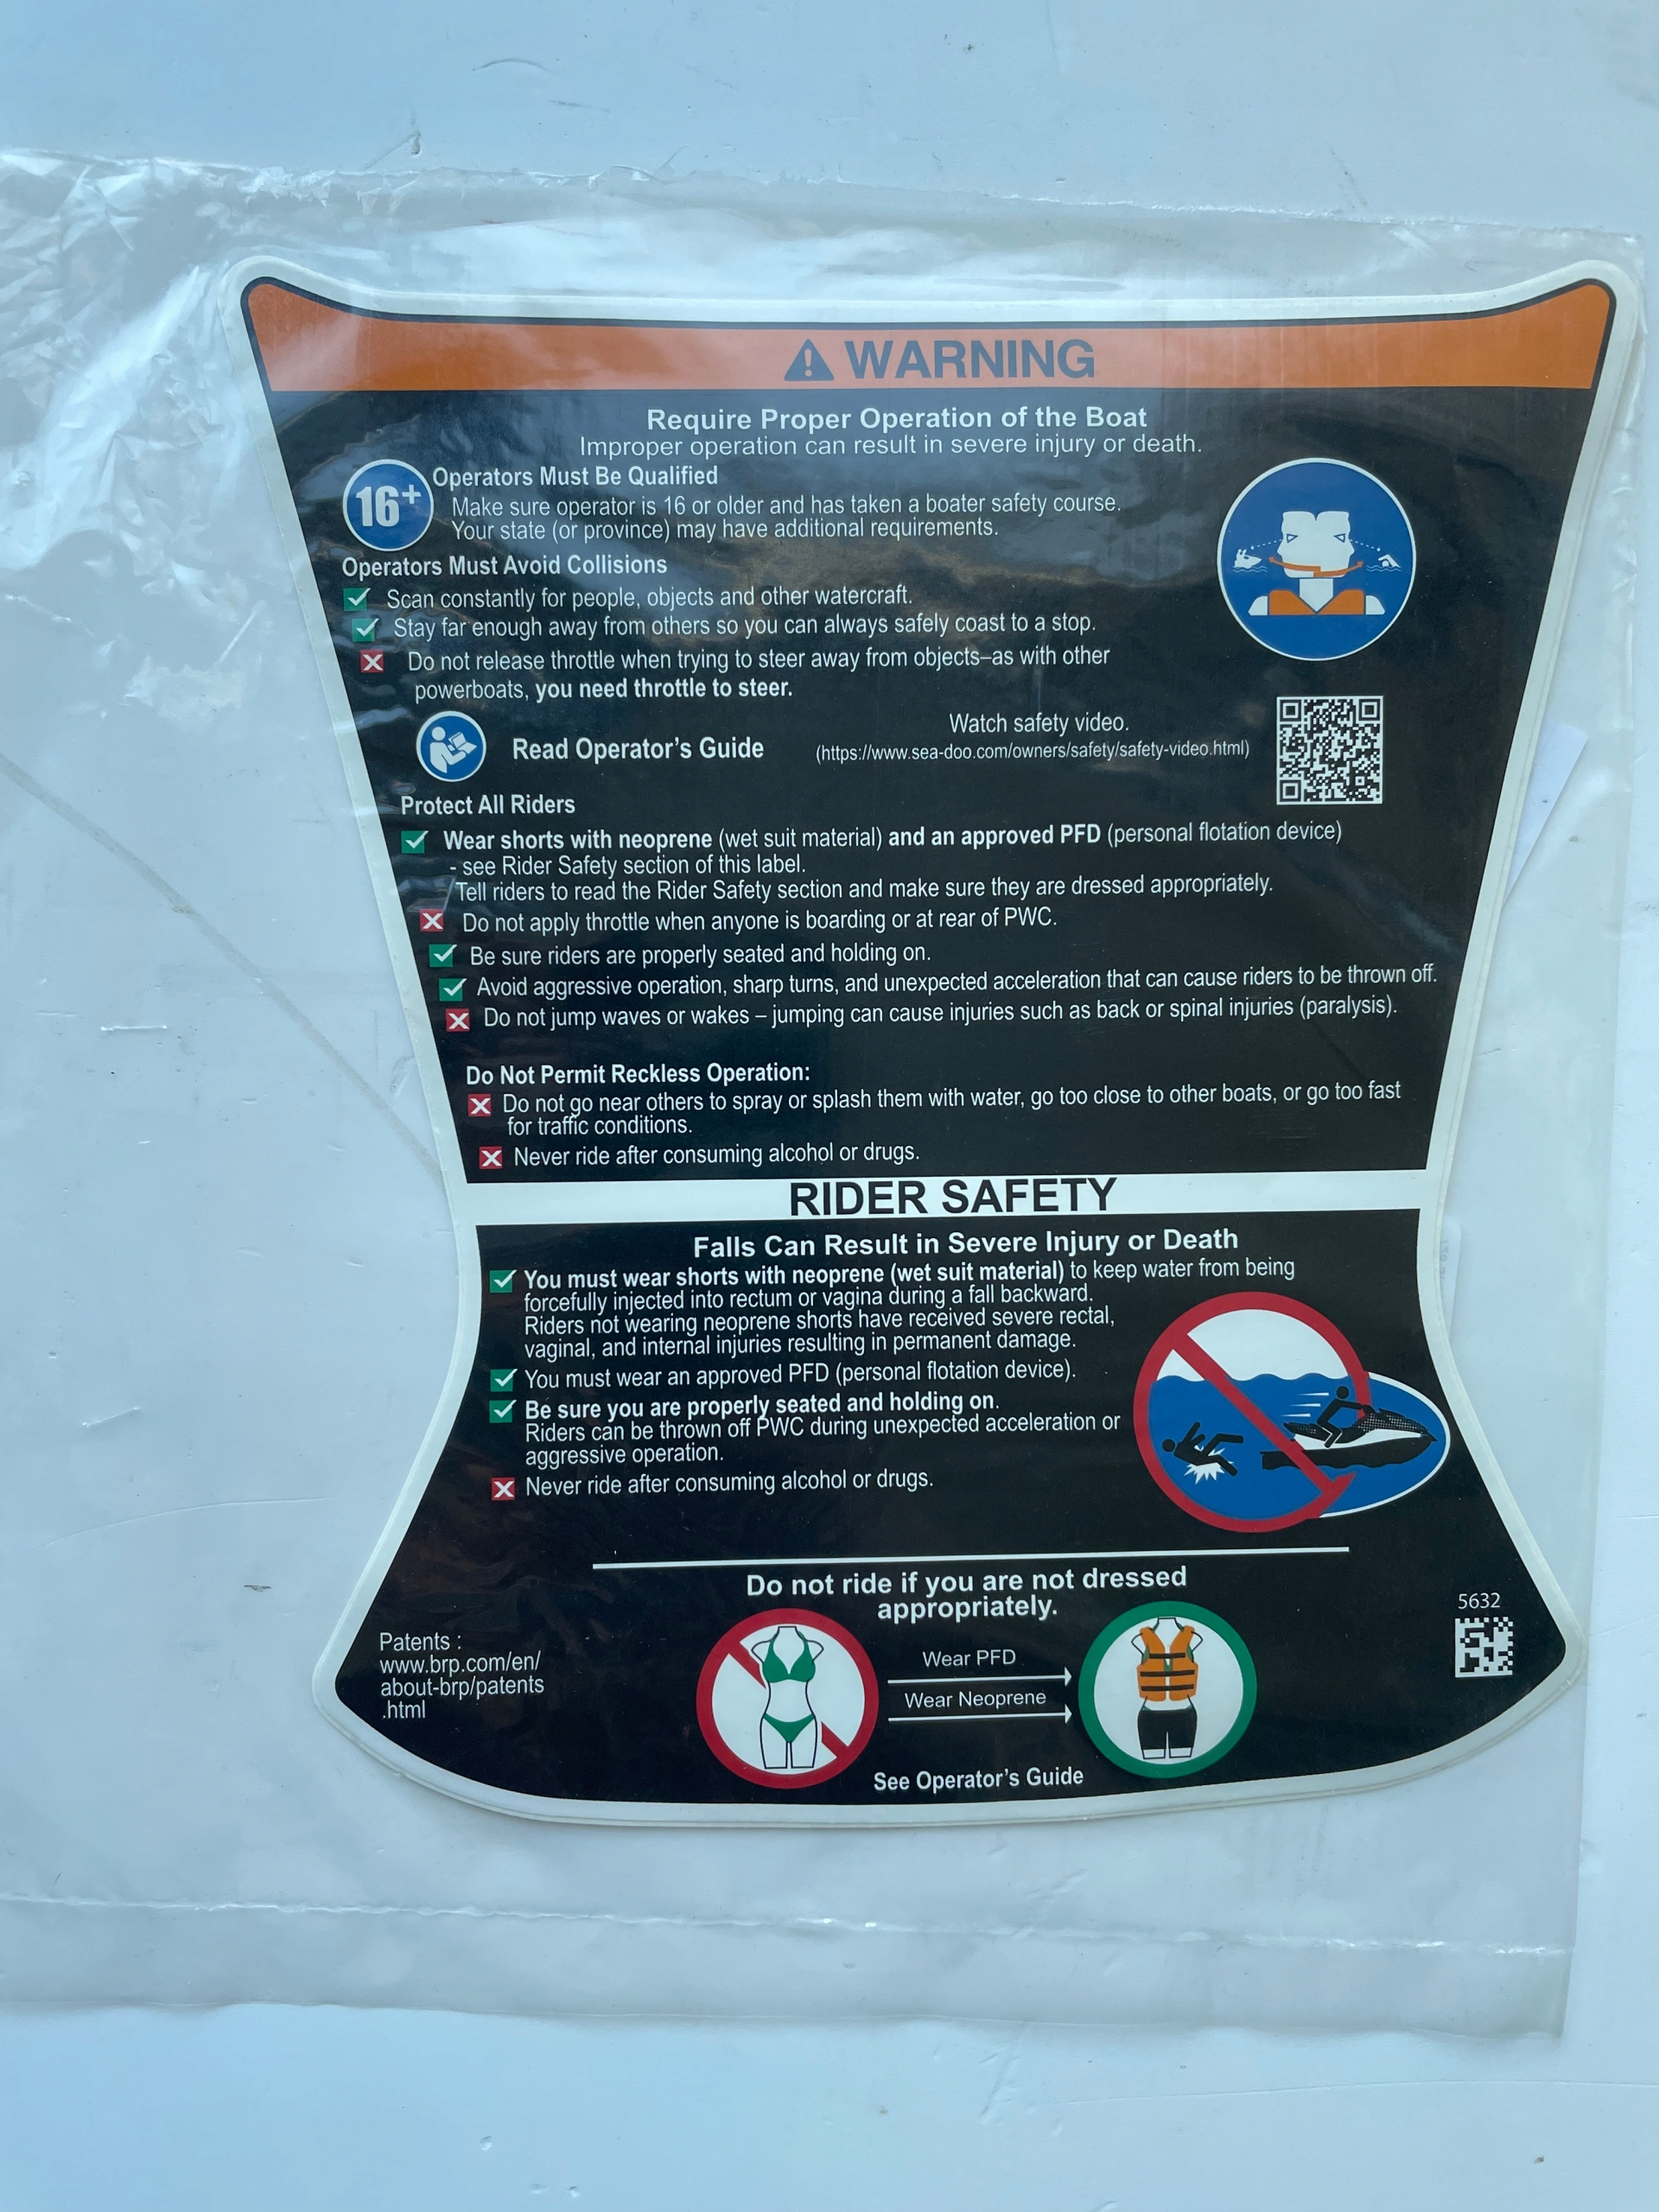 WARNING
Require Proper Operation of the Boat
Improper operation can result in severe injury or death.
16+
Operators Must Be Qualified
Make sure operator is 16 or older and has taken a boater safety course.
Your state (or province) may have additional requirements.
Operators Must Avoid Collisions
Scan constantly for people, objects and other watercraft.
Stay far enough away from others so you can always safely coast to a stop.
Do not release throttle when trying to steer away from objects–as with other
powerboats, you need throttle to steer.
Read Operator's Guide
Watch safety video.
(https://www.sea-doo.com/owners/safety/safety-video.html)
Protect All Riders
Wear shorts with neoprene (wet suit material) and an approved PFD (personal flotation device)
- see Rider Safety section of this label.
Tell riders to read the Rider Safety section and make sure they are dressed appropriately.
Do not apply throttle when anyone is boarding or at rear of PWC.
Be sure riders are properly seated and holding on.
Avoid aggressive operation, sharp turns, and unexpected acceleration that can cause riders to be thrown off.
Do not jump waves or wakes – jumping can cause injuries such as back or spinal injuries (paralysis).
Do Not Permit Reckless Operation:
Do not go near others to spray or splash them with water, go too close to other boats, or go too fast
for traffic conditions.
Never ride after consuming alcohol or drugs.
RIDER SAFETY
Falls Can Result in Severe Injury or Death
You must wear shorts with neoprene (wet suit material) to keep water from being
forcefully injected into rectum or vagina during a fall backward.
Riders not wearing neoprene shorts have received severe rectal,
vaginal, and internal injuries resulting in permanent damage.
You must wear an approved PFD (personal flotation device).
Be sure you are properly seated and holding on.
Riders can be thrown off PWC during unexpected acceleration or
aggressive operation.
Never ride after consuming alcohol or drugs.
Do not ride if you are not dressed
appropriately.
Patents :
www.brp.com/en/
about-brp/patents
.html
Wear PFD
Wear Neoprene
See Operator's Guide
5632